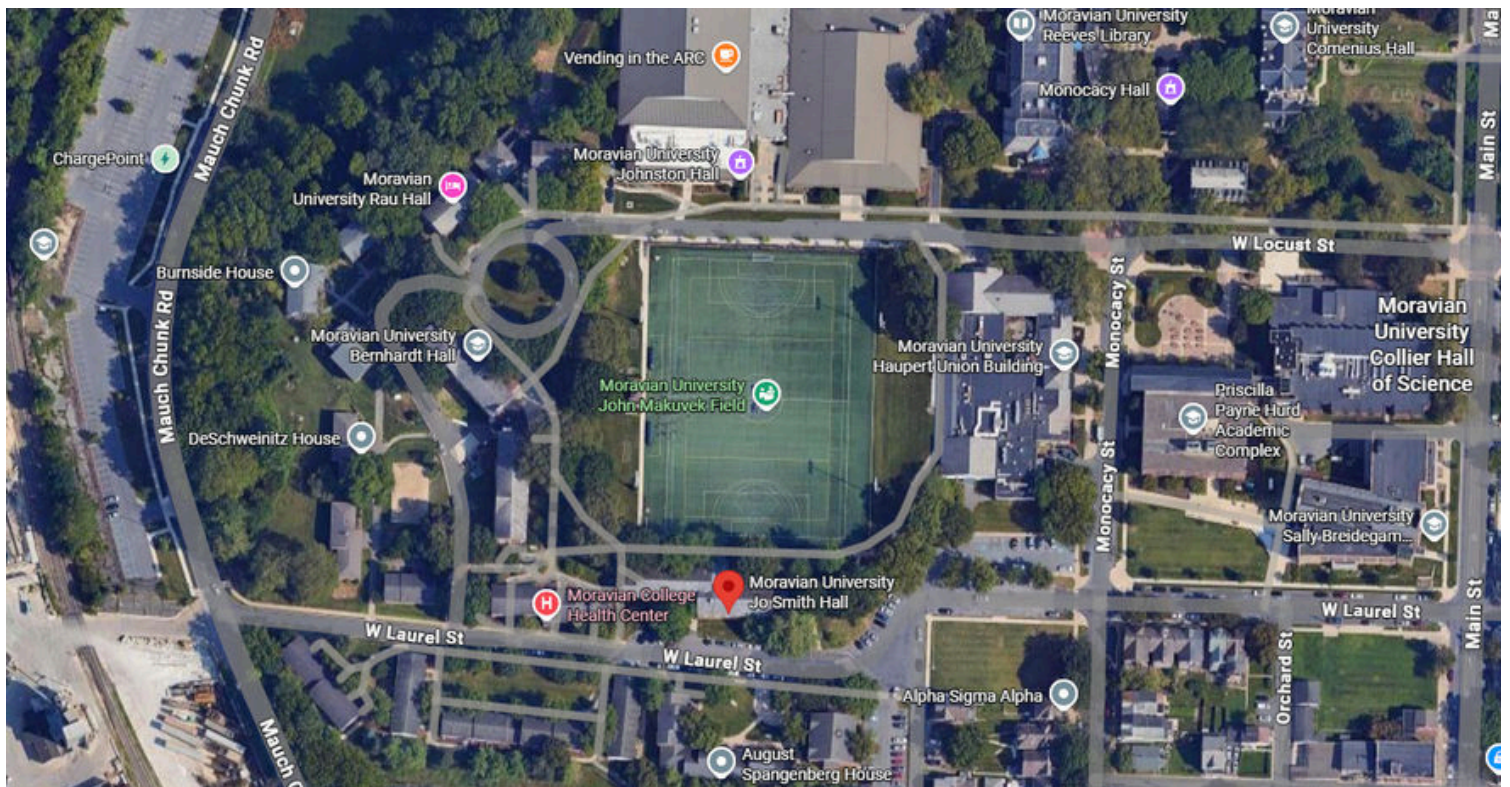 Moravian University
Reeves Library
Moravian
University
Comenius Hall
Ma
Vending in the ARC
Mauch Chunk Rd
Monocacy Hall
Main St
ChargePoint
Moravian University
Johnston Hall
Moravian
University Rau Hall
W Locust St
Burnside House
Monocacy St
Moravian
University
Collier Hall
of Science
Moravian University
Bernhardt Hall
Moravian University
Haupert Union Building
Mauch Chunk Rd
Moravian University
John Makuvek Field
Priscilla
Payne Hurd
Academic
Complex
DeSchweinitz House
Monocacy St
Moravian University
Sally Breidegam...
Moravian University
Jo Smith Hall
H
Moravian College
Health Center
W Laurel St
Main St
W Laurel St
W Laurel St
Orchard St
Alpha Sigma Alpha
Mauch C
August
Spangenberg House